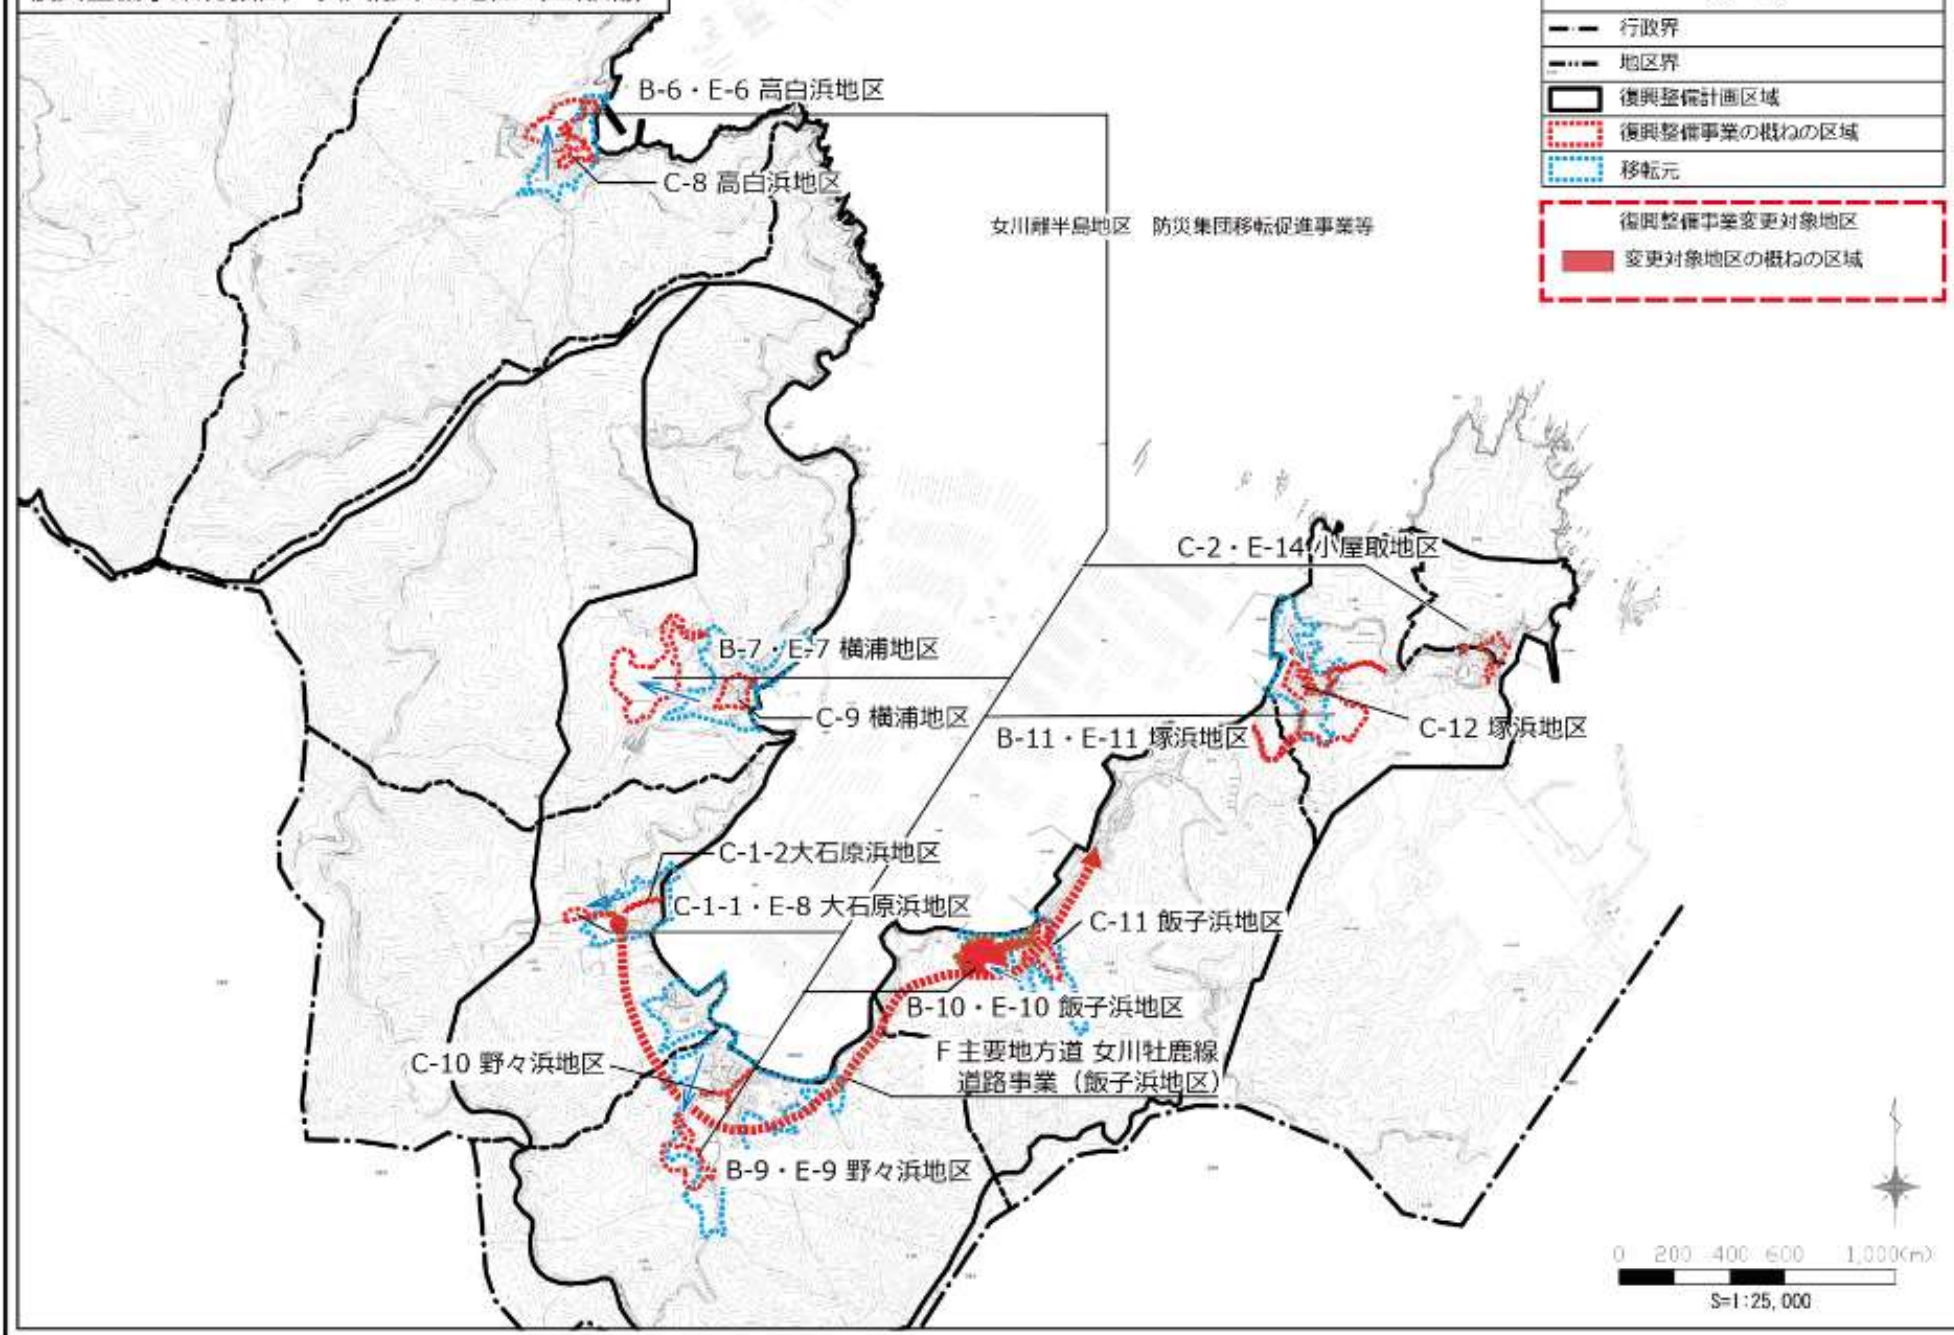 行政界
地区界
復興整備計画区域
復興整備事業の概ねの区域
移転元
復興整備事業変更対象地区
変更対象地区の概ねの区域
B-6・E-6 高白浜地区
C-8 高白浜地区
女川離半島地区 防災集団移転促進事業等
C-2・E-14 小屋取地区
B-7・E-7 横浦地区
C-9 横浦地区
B-11・E-11 塚浜地区
C-12 塚浜地区
C-1-2大石原浜地区
C-1-1・E-8 大石原浜地区
C-11 飯子浜地区
B-10・E-10 飯子浜地区
C-10 野々浜地区
F 主要地方道 女川牡鹿線
道路事業（飯子浜地区）
B-9・E-9 野々浜地区
0 200 400 600 1,000(m)
S=1:25,000